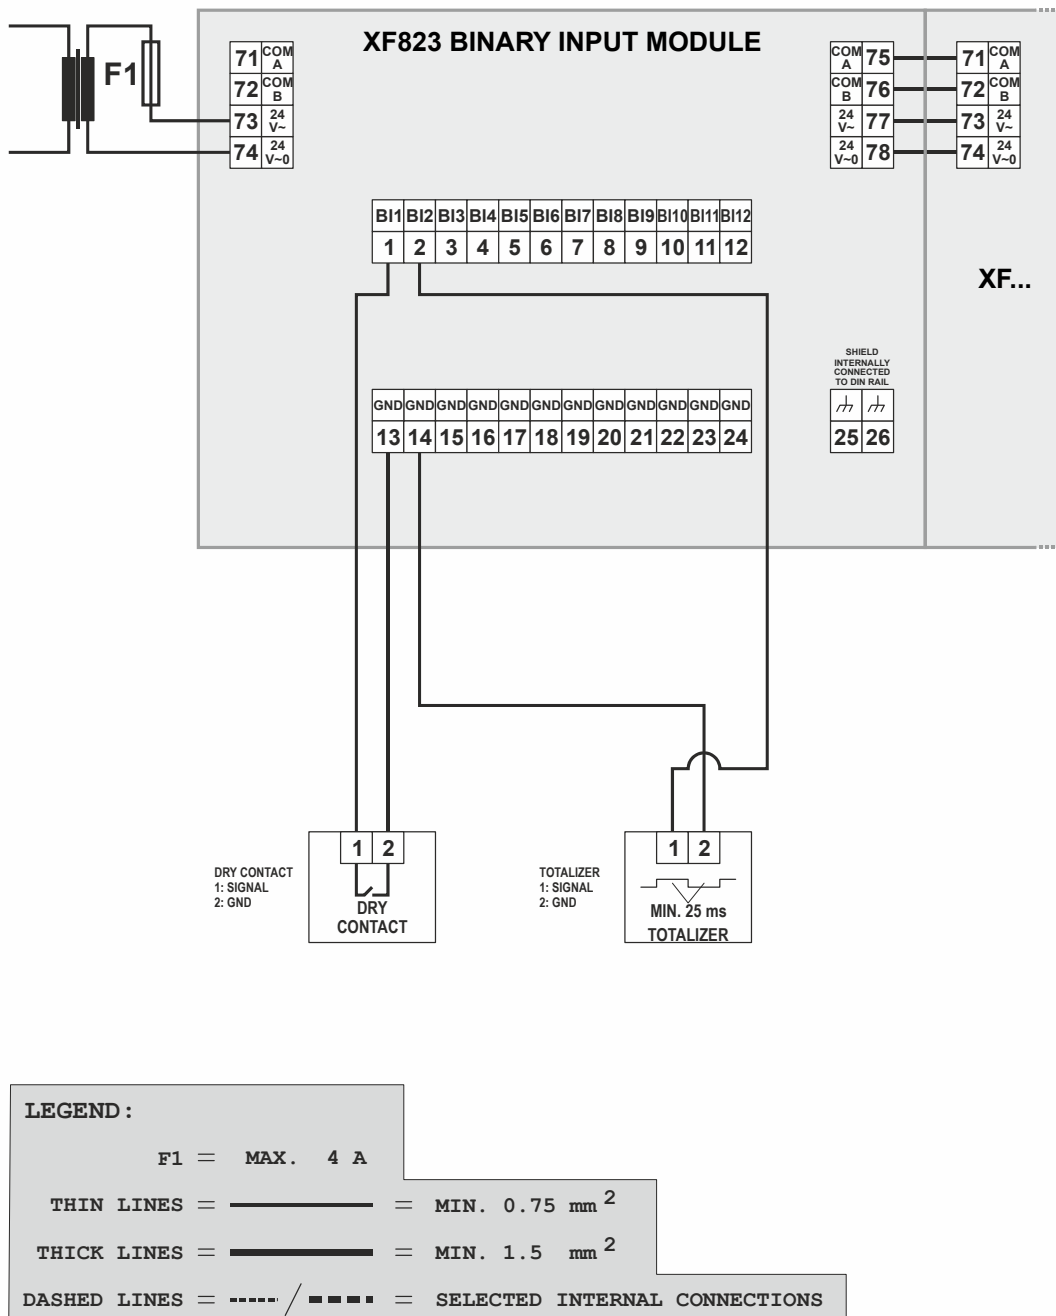 XF823 BINARY INPUT MODULE
F1
71 COM A
72 COM B
73 24 V~
74 24 V~0
COM A 75
COM B 76
24 V~ 77
24 V~0 78
71 COM A
72 COM B
73 24 V~
74 24 V~0
BI1 BI2 BI3 BI4 BI5 BI6 BI7 BI8 BI9 BI10 BI11 BI12
1 2 3 4 5 6 7 8 9 10 11 12
XF...
SHIELD
INTERNALLY
CONNECTED
TO DIN RAIL
GND GND GND GND GND GND GND GND GND GND GND GND
13 14 15 16 17 18 19 20 21 22 23 24
25 26
DRY CONTACT
1: SIGNAL
2: GND
1 2
DRY
CONTACT
TOTALIZER
1: SIGNAL
2: GND
1 2
MIN. 25 ms
TOTALIZER
LEGEND:
F1 = MAX. 4 A
THIN LINES = = MIN. 0.75 mm²
THICK LINES = = MIN. 1.5 mm²
DASHED LINES = / = SELECTED INTERNAL CONNECTIONS